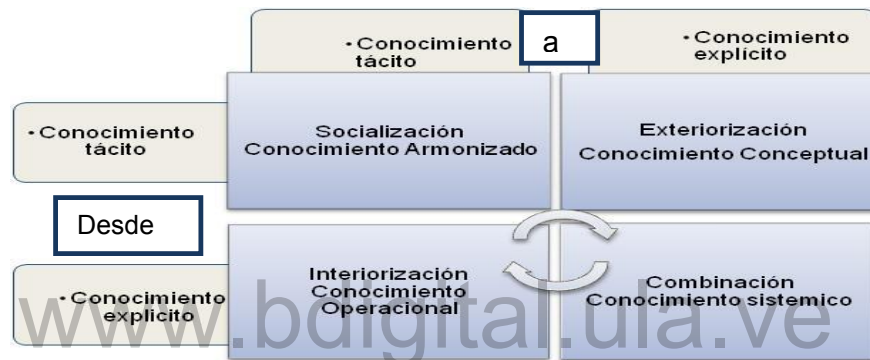 • Conocimiento
tácito
a
• Conocimiento
explícito
• Conocimiento
tácito
Socialización
Conocimiento Armonizado
Exteriorización
Conocimiento Conceptual
Desde
• Conocimiento
explícito
Interiorización
Conocimiento
Operacional
Combinación
Conocimiento sistemico
www.bdigital.ula.ve